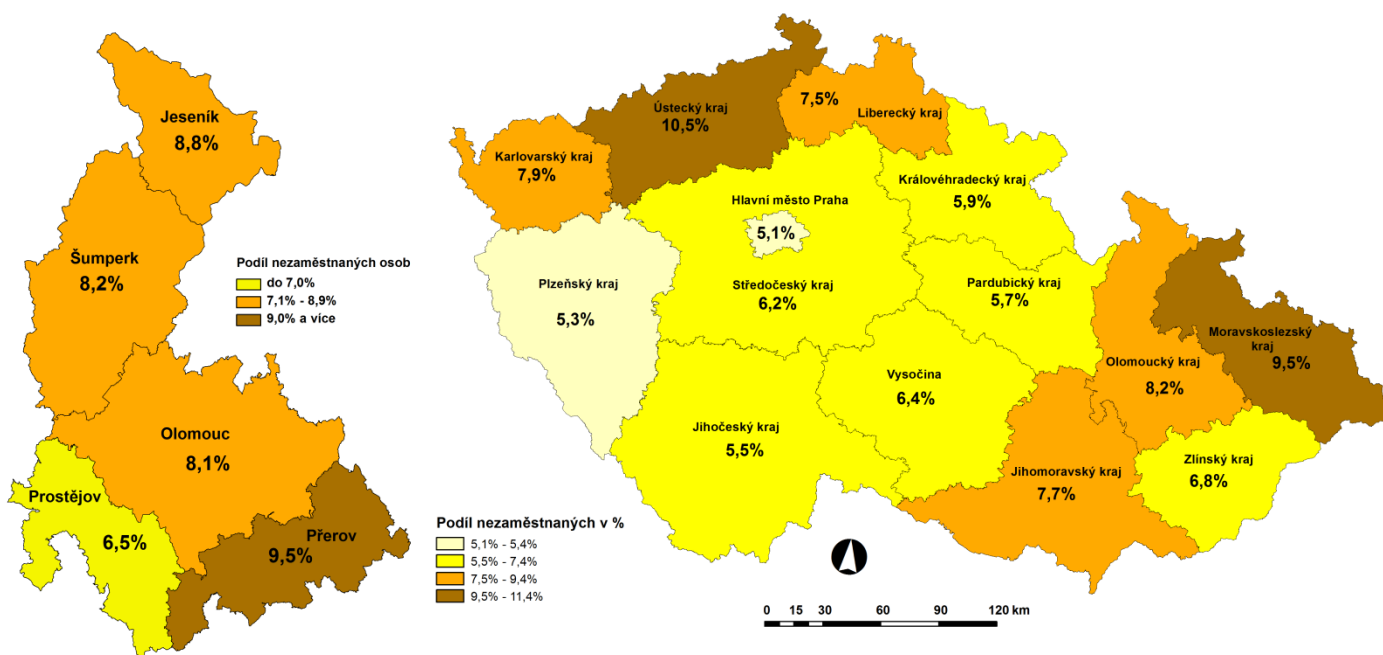 Jeseník
8,8%
Šumperk
8,2%
Podíl nezaměstnaných osob
do 7,0%
7,1% - 8,9%
9,0% a více
Olomouc
8,1%
Prostějov
6,5%
Přerov
9,5%
Ústecký kraj
10,5%
7,5%
Liberecký kraj
Karlovarský kraj
7,9%
Královéhradecký kraj
5,9%
Hlavní město Praha
5,1%
Plzeňský kraj
5,3%
Středočeský kraj
6,2%
Pardubický kraj
5,7%
Moravskoslezský
kraj
9,5%
Olomoucký kraj
8,2%
Vysočina
6,4%
Jihočeský kraj
5,5%
Jihomoravský kraj
7,7%
Zlínský kraj
6,8%
Podíl nezaměstnaných v %
5,1% - 5,4%
5,5% - 7,4%
7,5% - 9,4%
9,5% - 11,4%
0 15 30 60 90 120 km